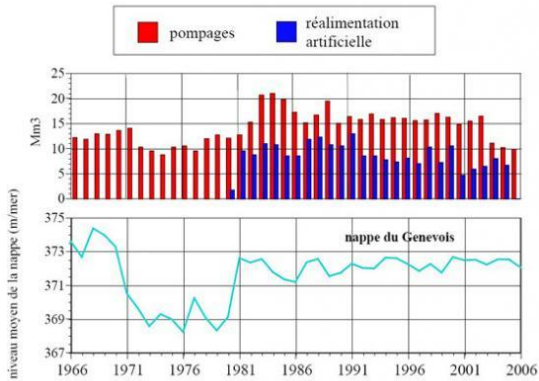 pompages
réalimentation
artificielle
Mm3
25
20
15
10
5
0
niveau moyen de la nappe (m/mer)
375
373
371
369
367
nappe du Genevois
1966 1971 1976 1981 1986 1991 1996 2001 2006